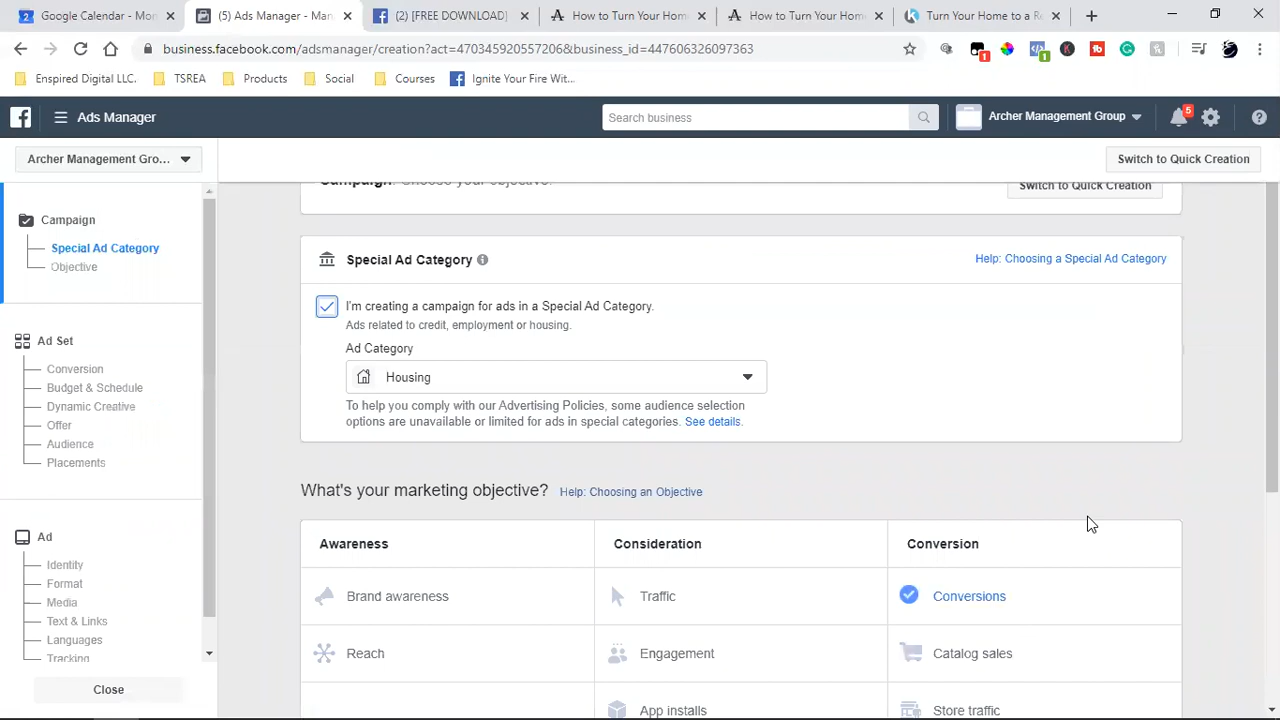 Google Calendar - Mon
(5) Ads Manager - Man
(2) [FREE DOWNLOAD]
How to Turn Your Hom
How to Turn Your Hom
Turn Your Home to a R
business.facebook.com/adsmanager/creation?act=470345920557206&business_id=447606326097363
1
1
Enspired Digital LLC.
TSREA
Products
Social
Courses
Ignite Your Fire Wit...
Ads Manager
Search business
Archer Management Group
5
Archer Management Gro...
Switch to Quick Creation
Campaign: Choose your objective.
Switch to Quick Creation
Campaign
Special Ad Category
Objective
Special Ad Category
Help: Choosing a Special Ad Category
I'm creating a campaign for ads in a Special Ad Category.
Ads related to credit, employment or housing.
Ad Category
Housing
To help you comply with our Advertising Policies, some audience selection
options are unavailable or limited for ads in special categories. See details.
Ad Set
Conversion
Budget & Schedule
Dynamic Creative
Offer
Audience
Placements
What's your marketing objective? Help: Choosing an Objective
Awareness
Consideration
Conversion
Brand awareness
Traffic
Conversions
Reach
Engagement
Catalog sales
App installs
Store traffic
Ad
Identity
Format
Media
Text & Links
Languages
Tracking
Close